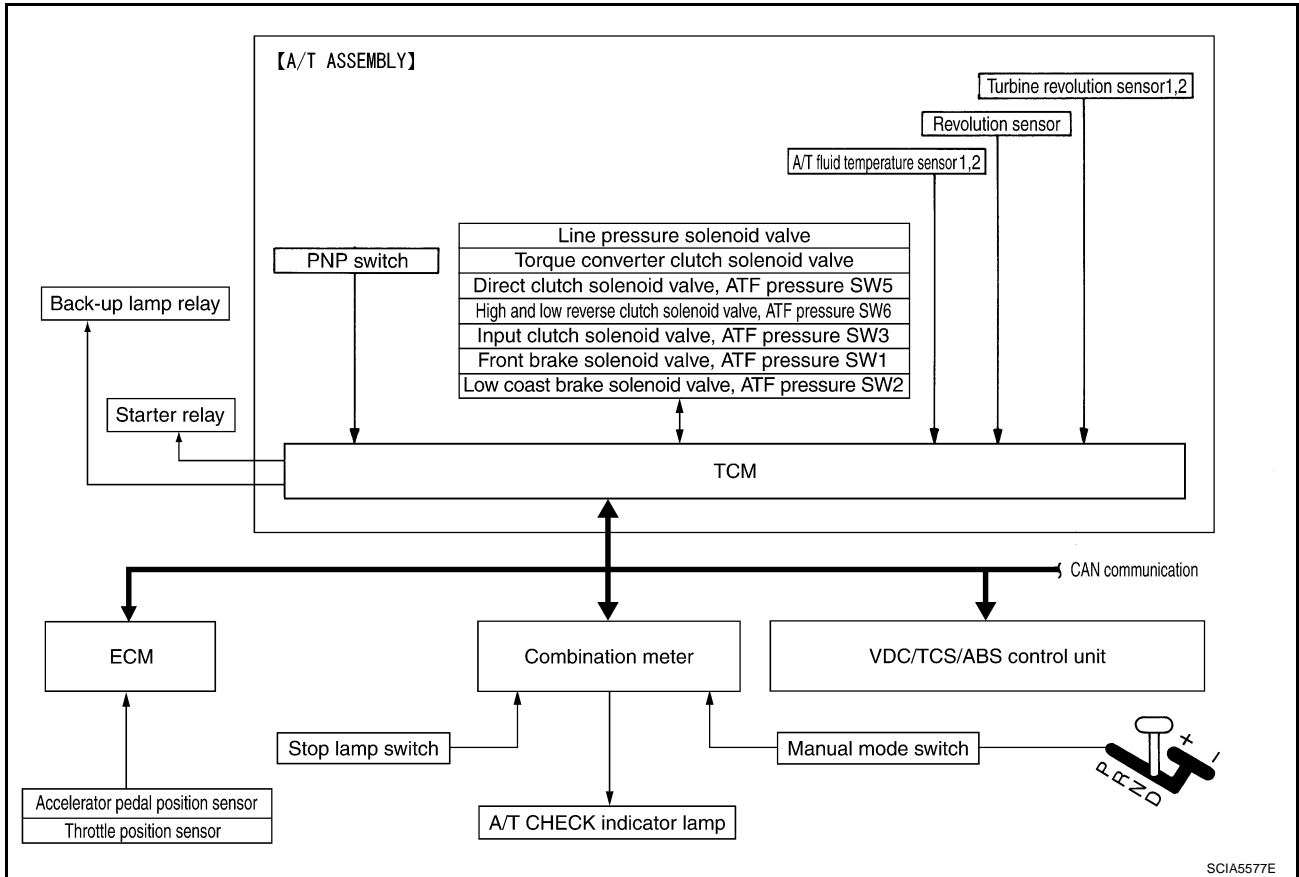 【A/T ASSEMBLY】
Turbine revolution sensor1,2
Revolution sensor
A/T fluid temperature sensor1,2
Line pressure solenoid valve
Torque converter clutch solenoid valve
Direct clutch solenoid valve, ATF pressure SW5
High and low reverse clutch solenoid valve, ATF pressure SW6
Input clutch solenoid valve, ATF pressure SW3
Front brake solenoid valve, ATF pressure SW1
Low coast brake solenoid valve, ATF pressure SW2
PNP switch
Back-up lamp relay
Starter relay
TCM
CAN communication
ECM
Combination meter
VDC/TCS/ABS control unit
Stop lamp switch
Manual mode switch
+ −
P R N D
Accelerator pedal position sensor
Throttle position sensor
A/T CHECK indicator lamp
SCIA5577E